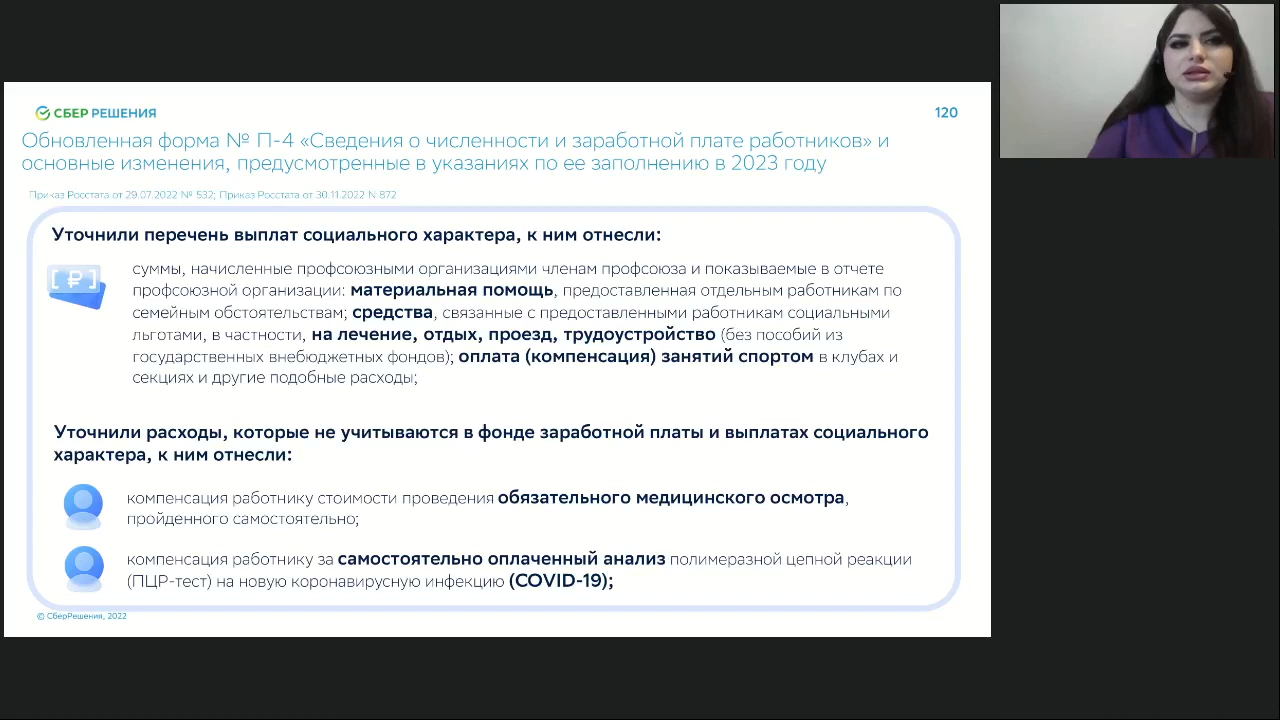 СБЕР РЕШЕНИЯ
120
Обновленная форма № П-4 «Сведения о численности и заработной плате работников» и
основные изменения, предусмотренные в указаниях по ее заполнению в 2023 году
Приказ Росстата от 29.07.2022 № 532; Приказ Росстата от 30.11.2022 N 872
Уточнили перечень выплат социального характера, к ним отнесли:
[ ₽ ]
суммы, начисленные профсоюзными организациями членам профсоюза и показываемые в отчете
профсоюзной организации: материальная помощь, предоставленная отдельным работникам по
семейным обстоятельствам; средства, связанные с предоставленными работникам социальными
льготами, в частности, на лечение, отдых, проезд, трудоустройство (без пособий из
государственных внебюджетных фондов); оплата (компенсация) занятий спортом в клубах и
секциях и другие подобные расходы;
Уточнили расходы, которые не учитываются в фонде заработной платы и выплатах социального
характера, к ним отнесли:
компенсация работнику стоимости проведения обязательного медицинского осмотра,
пройденного самостоятельно;
компенсация работнику за самостоятельно оплаченный анализ полимеразной цепной реакции
(ПЦР-тест) на новую коронавирусную инфекцию (COVID-19);
© СберРешения, 2022